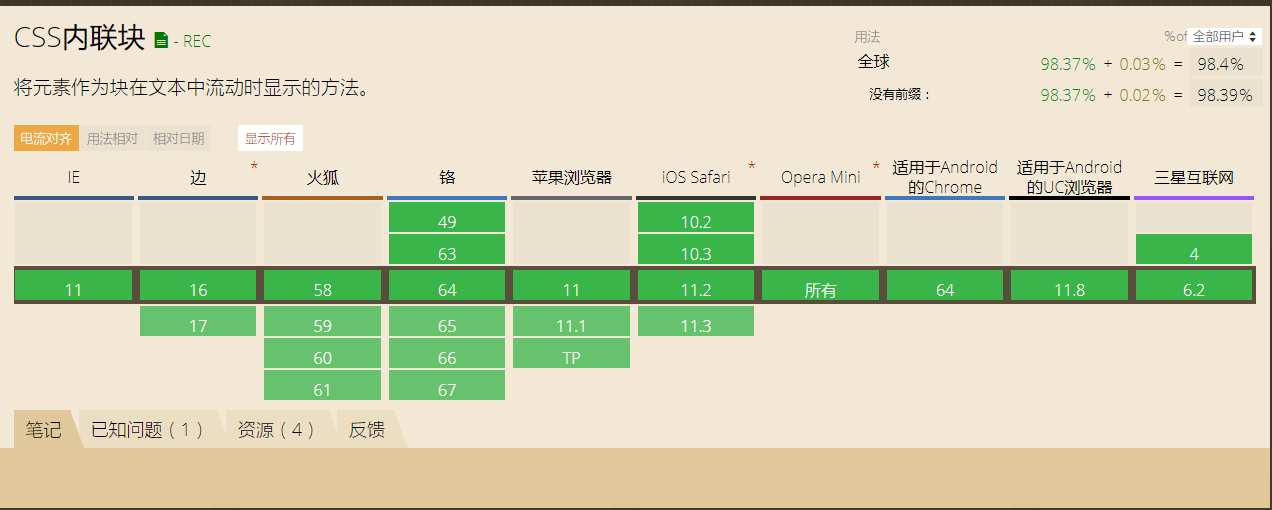 CSS内联块 - REC
用法 %of 全部用户
全球 98.37% + 0.03% = 98.4%
将元素作为块在文本中流动时显示的方法。
没有前缀： 98.37% + 0.02% = 98.39%
电流对齐 用法相对 相对日期 显示所有
IE 边 * 火狐 铬 苹果浏览器 iOS Safari * Opera Mini * 适用于Android的Chrome 适用于Android的UC浏览器 三星互联网
49 10.2
63 10.3 4
11 16 58 64 11 11.2 所有 64 11.8 6.2
17 59 65 11.1 11.3
60 66 TP
61 67
笔记 已知问题（1） 资源（4） 反馈